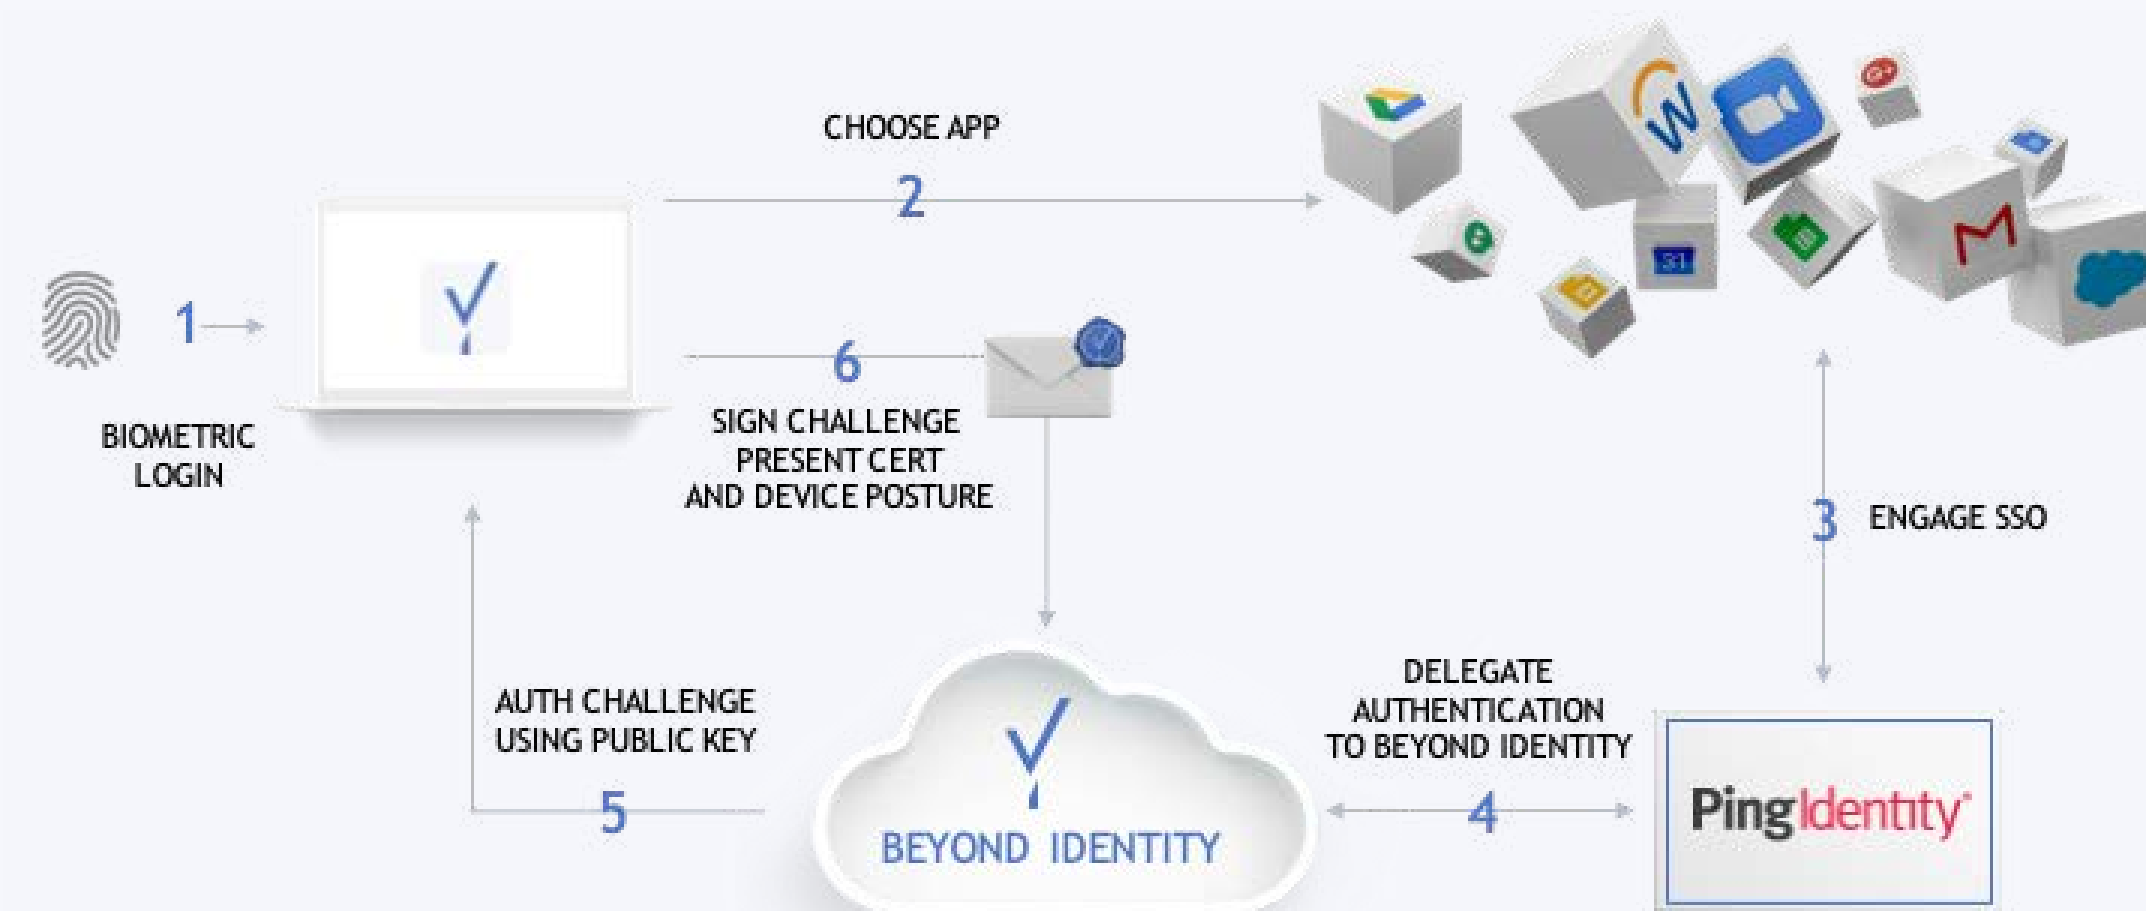 CHOOSE APP
2
1
BIOMETRIC
LOGIN
6
SIGN CHALLENGE
PRESENT CERT
AND DEVICE POSTURE
31
3
ENGAGE SSO
AUTH CHALLENGE
USING PUBLIC KEY
5
BEYOND IDENTITY
DELEGATE
AUTHENTICATION
TO BEYOND IDENTITY
4
PingIdentity